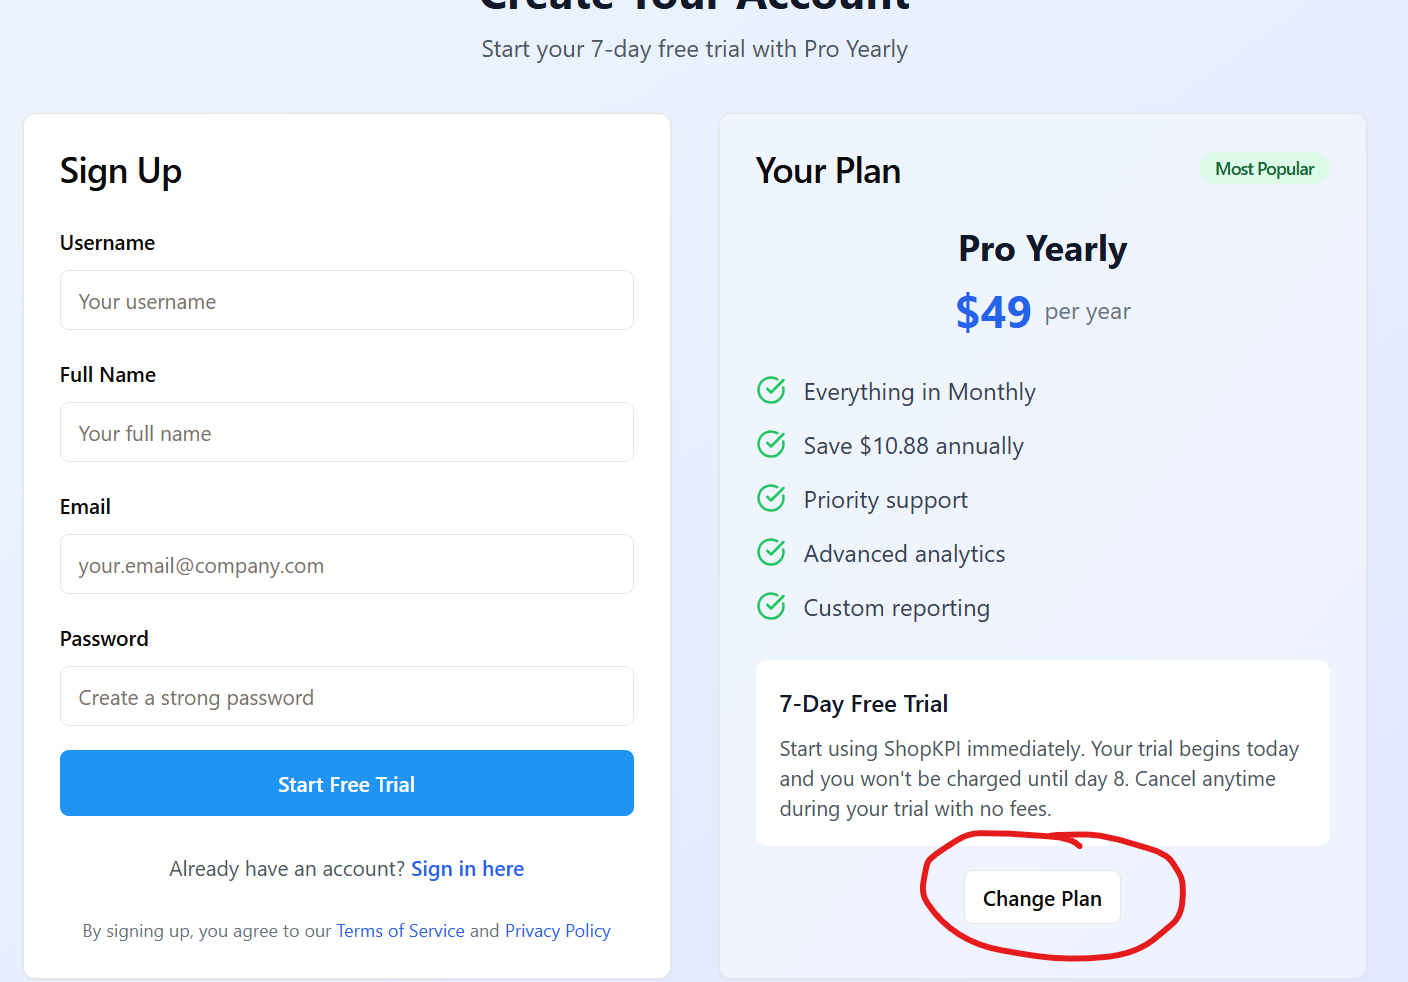 Create Your Account
Start your 7-day free trial with Pro Yearly
Sign Up
Username
Your username
Full Name
Your full name
Email
your.email@company.com
Password
Create a strong password
Start Free Trial
Already have an account? Sign in here
By signing up, you agree to our Terms of Service and Privacy Policy
Your Plan
Most Popular
Pro Yearly
$49 per year
Everything in Monthly
Save $10.88 annually
Priority support
Advanced analytics
Custom reporting
7-Day Free Trial
Start using ShopKPI immediately. Your trial begins today
and you won't be charged until day 8. Cancel anytime
during your trial with no fees.
Change Plan